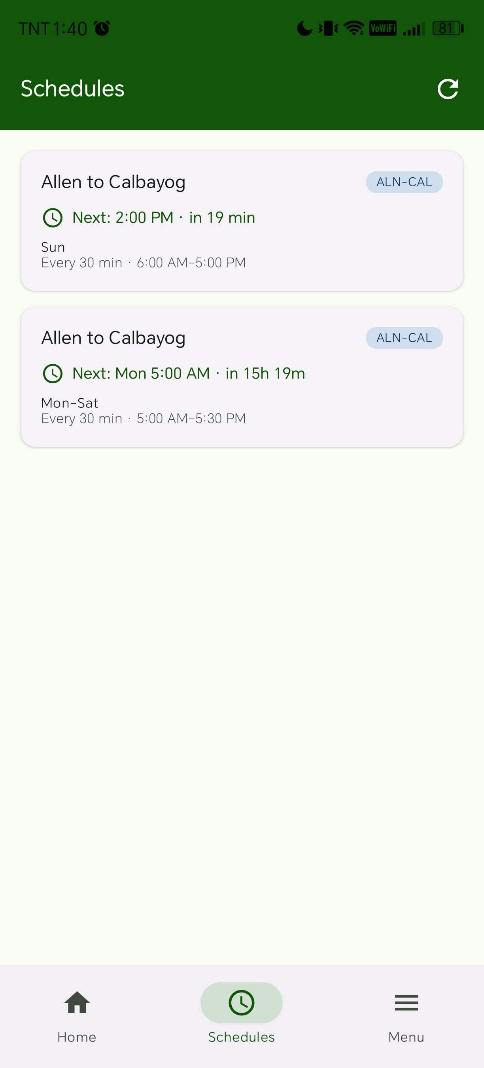 TNT 1:40
VoWiFi
81
Schedules
Allen to Calbayog
ALN-CAL
Next: 2:00 PM · in 19 min
Sun
Every 30 min · 6:00 AM–5:00 PM
Allen to Calbayog
ALN-CAL
Next: Mon 5:00 AM · in 15h 19m
Mon–Sat
Every 30 min · 5:00 AM–5:30 PM
Home
Schedules
Menu